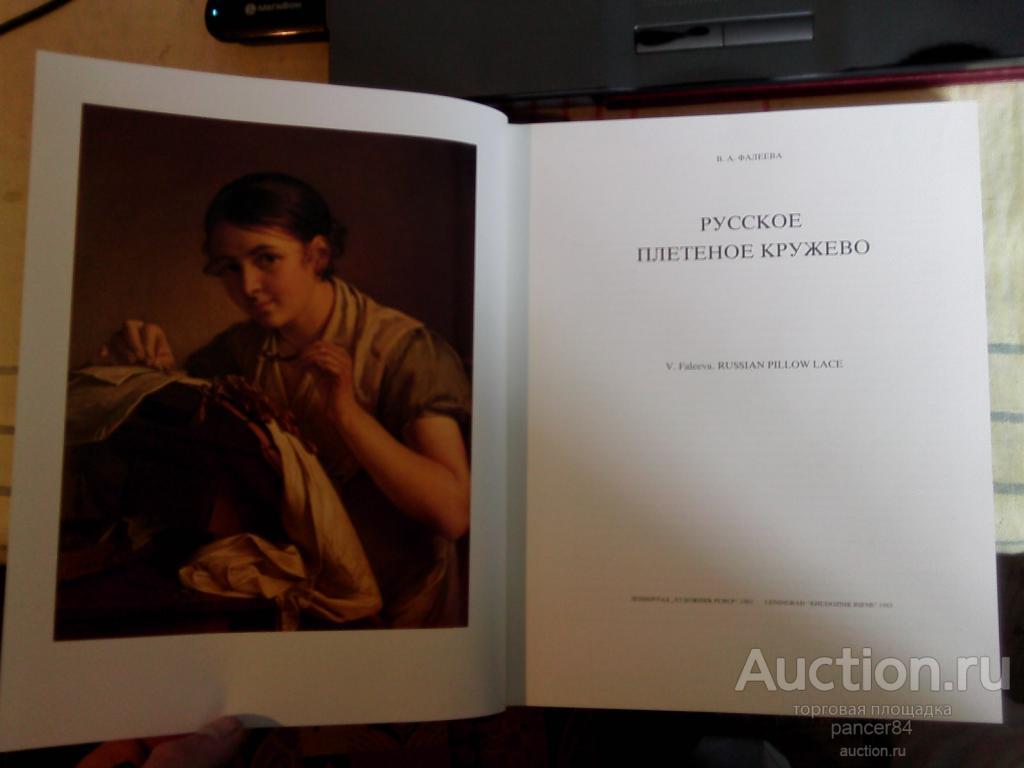 МегаФон
В. А. ФАЛЕЕВА
РУССКОЕ
ПЛЕТЕНОЕ КРУЖЕВО
V. Faleeva. RUSSIAN PILLOW LACE
ЛЕНИНГРАД „ХУДОЖНИК РСФСР" 1983 LENINGRAD "KHUDOZHNIK RSFSR" 1983
Auction.ru
торговая площадка
pancer84
auction.ru